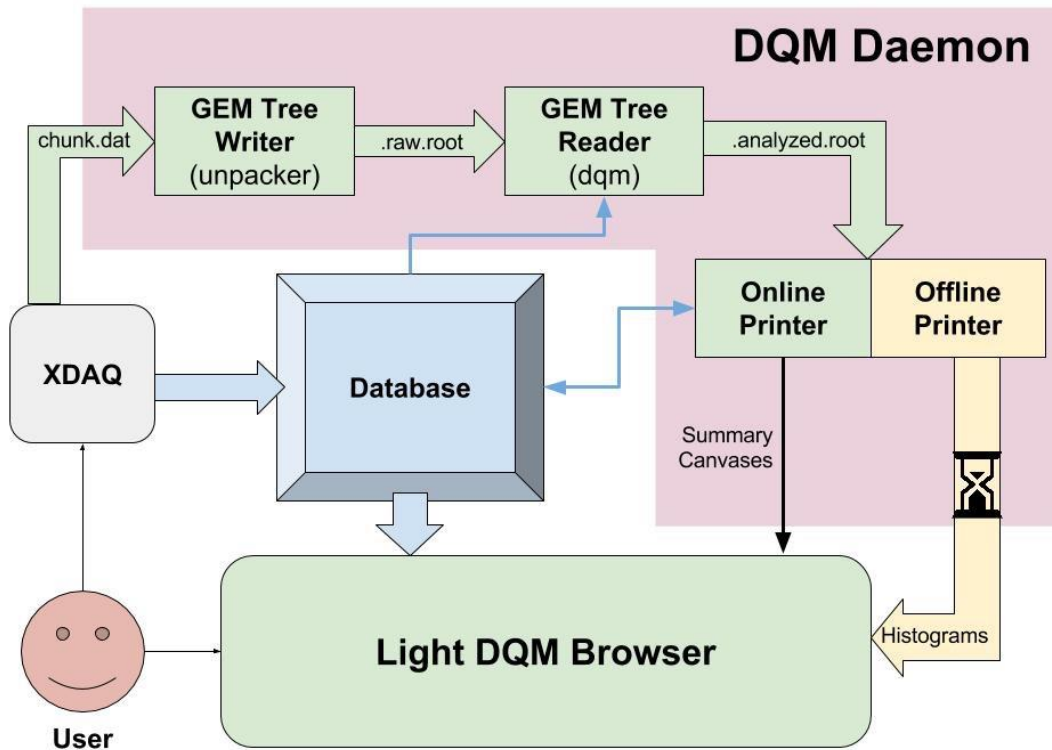 DQM Daemon
GEM Tree
Writer
(unpacker)
GEM Tree
Reader
(dqm)
chunk.dat
.raw.root
.analyzed.root
Online
Printer
Offline
Printer
XDAQ
Database
Summary
Canvases
Histograms
Light DQM Browser
User